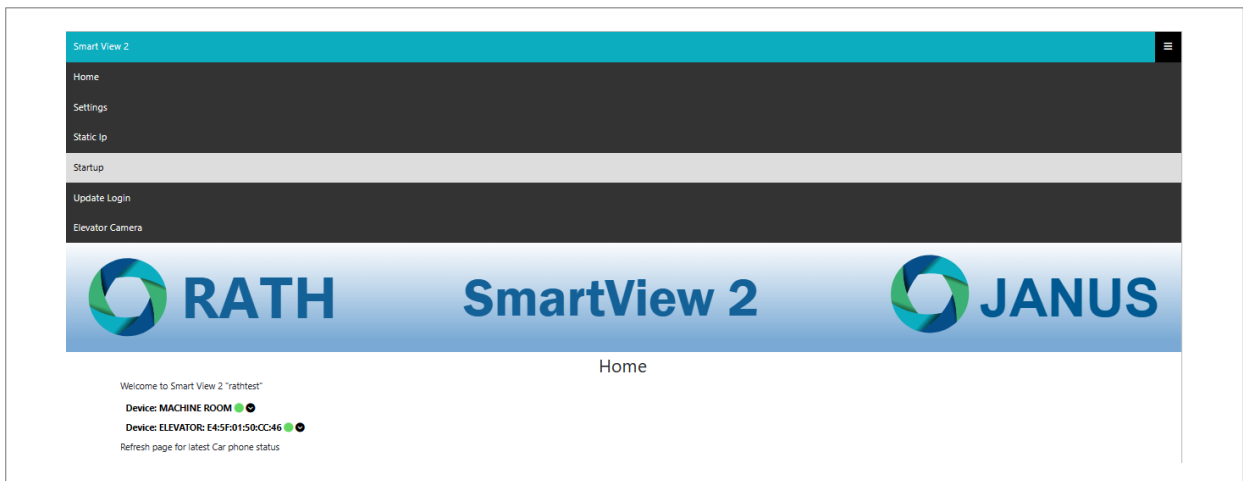 Smart View 2
Home
Settings
Static Ip
Startup
Update Login
Elevator Camera
RATH SmartView 2 JANUS
Home
Welcome to Smart View 2 "rathtest"
Device: MACHINE ROOM
Device: ELEVATOR: E4:5F:01:50:CC:46
Refresh page for latest Car phone status